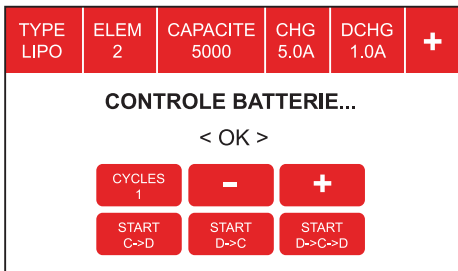 TYPE ELEM CAPACITE CHG DCHG +
LIPO 2 5000 5.0A 1.0A
CONTROLE BATTERIE...
< OK >
CYCLES - +
1
START START START
C->D D->C D->C->D